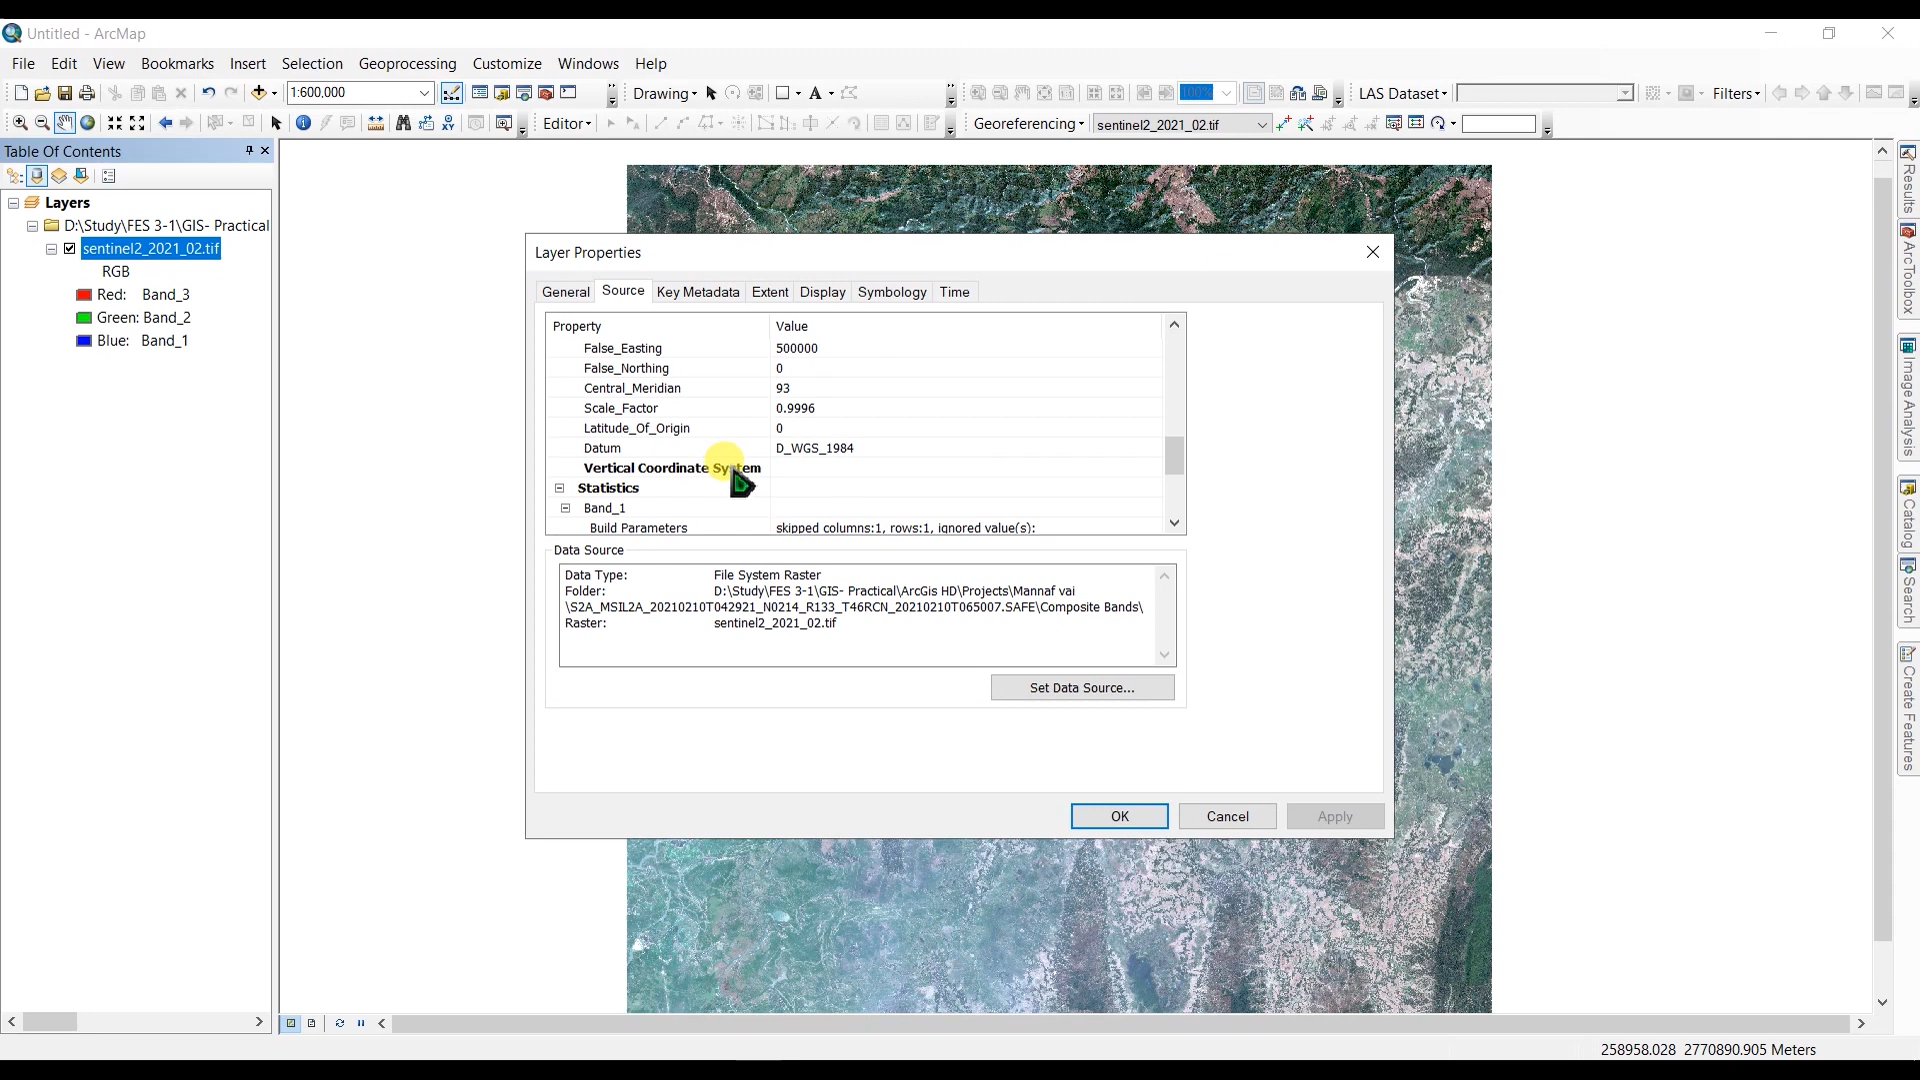 Untitled - ArcMap
File Edit View Bookmarks Insert Selection Geoprocessing Customize Windows Help
1:600,000 Drawing 100% LAS Dataset Filters
Editor Georeferencing sentinel2_2021_02.tif
Table Of Contents
Layers
D:\Study\FES 3-1\GIS- Practical
sentinel2_2021_02.tif
RGB
Red: Band_3
Green: Band_2
Blue: Band_1
Layer Properties
General Source Key Metadata Extent Display Symbology Time
Property Value
False_Easting 500000
False_Northing 0
Central_Meridian 93
Scale_Factor 0.9996
Latitude_Of_Origin 0
Datum D_WGS_1984
Vertical Coordinate System
Statistics
Band_1
Build Parameters skipped columns:1, rows:1, ignored value(s):
Data Source
Data Type: File System Raster
Folder: D:\Study\FES 3-1\GIS- Practical\ArcGis HD\Projects\Mannaf vai
\S2A_MSIL2A_20210210T042921_N0214_R133_T46RCN_20210210T065007.SAFE\Composite Bands\
Raster: sentinel2_2021_02.tif
Set Data Source...
OK Cancel Apply
Results
ArcToolbox
Image Analysis
Catalog
Search
Create Features
258958.028 2770890.905 Meters